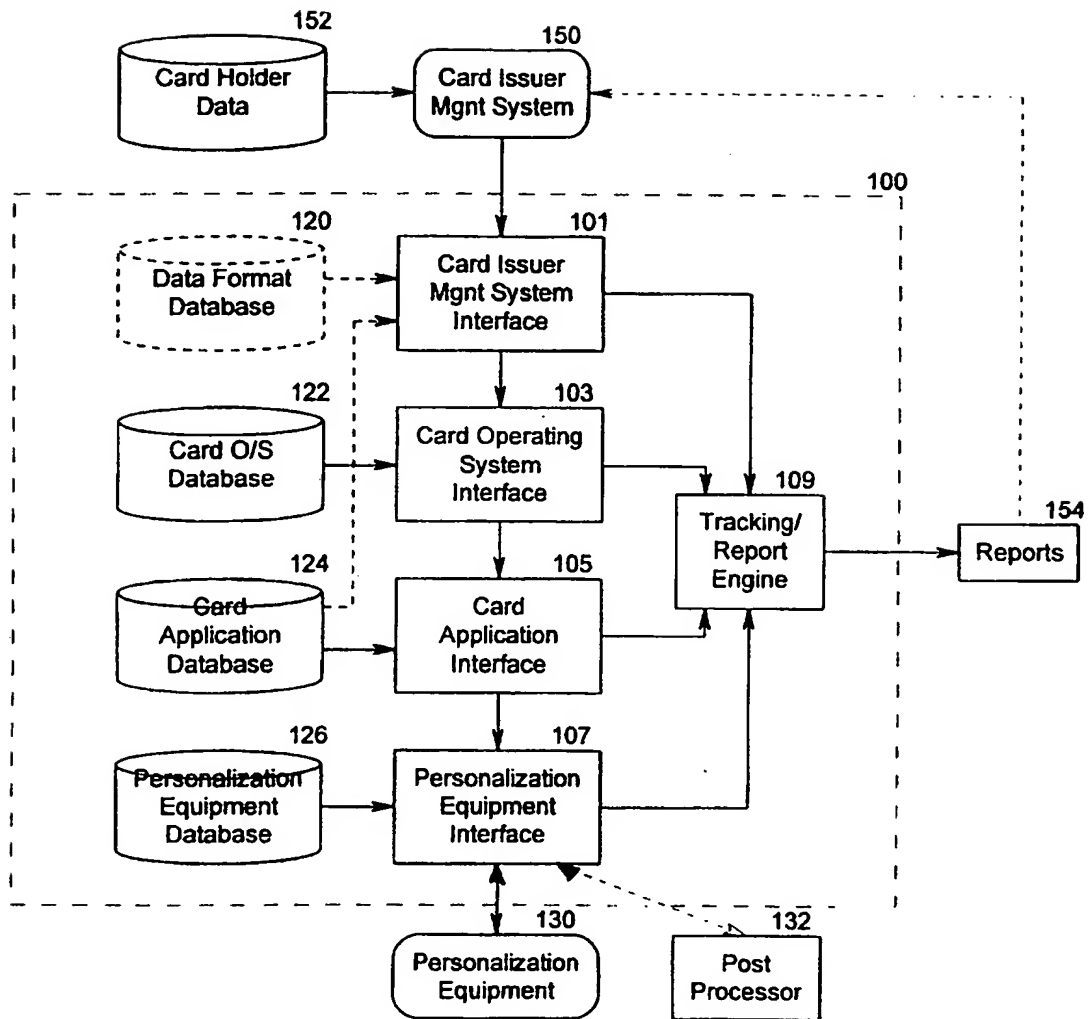 152
Card Holder
Data
150
Card Issuer
Mgnt System
100
120
Data Format
Database
101
Card Issuer
Mgnt System
Interface
122
Card O/S
Database
103
Card Operating
System
Interface
109
Tracking/
Report
Engine
154
Reports
124
Card
Application
Database
105
Card
Application
Interface
126
Personalization
Equipment
Database
107
Personalization
Equipment
Interface
130
Personalization
Equipment
132
Post
Processor